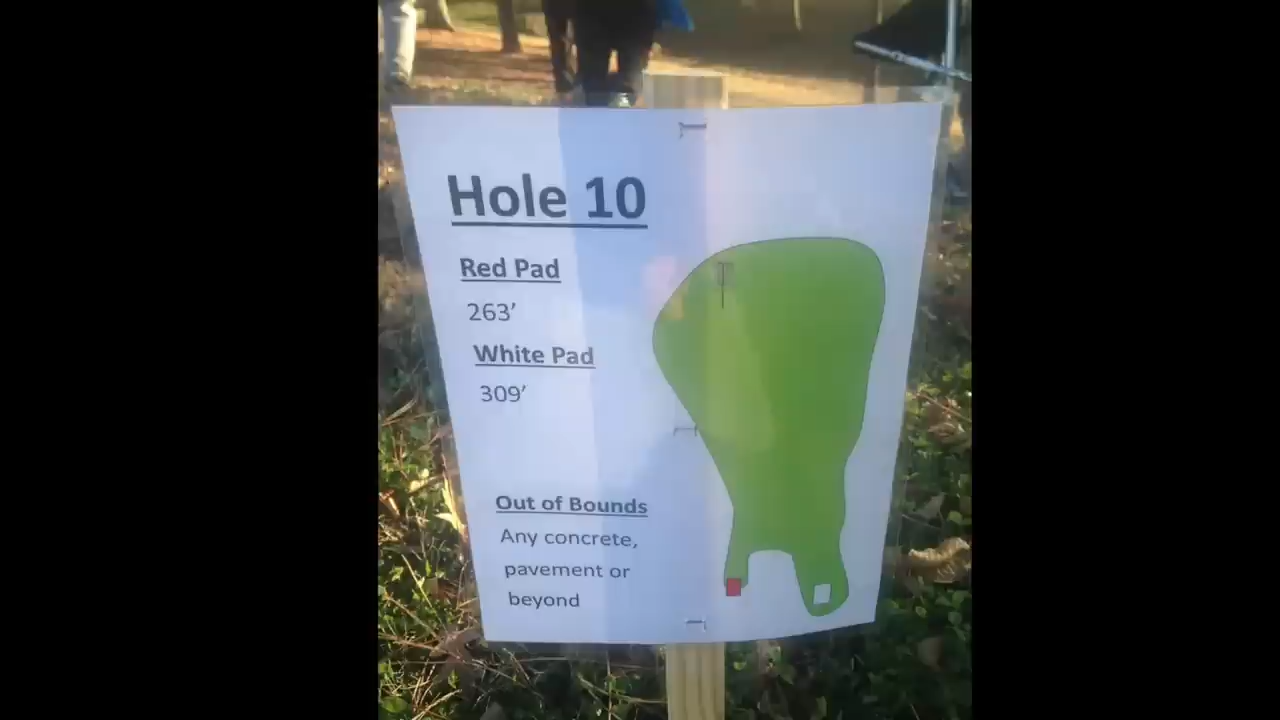 Hole 10
Red Pad
263’
White Pad
309’
Out of Bounds
Any concrete,
pavement or
beyond